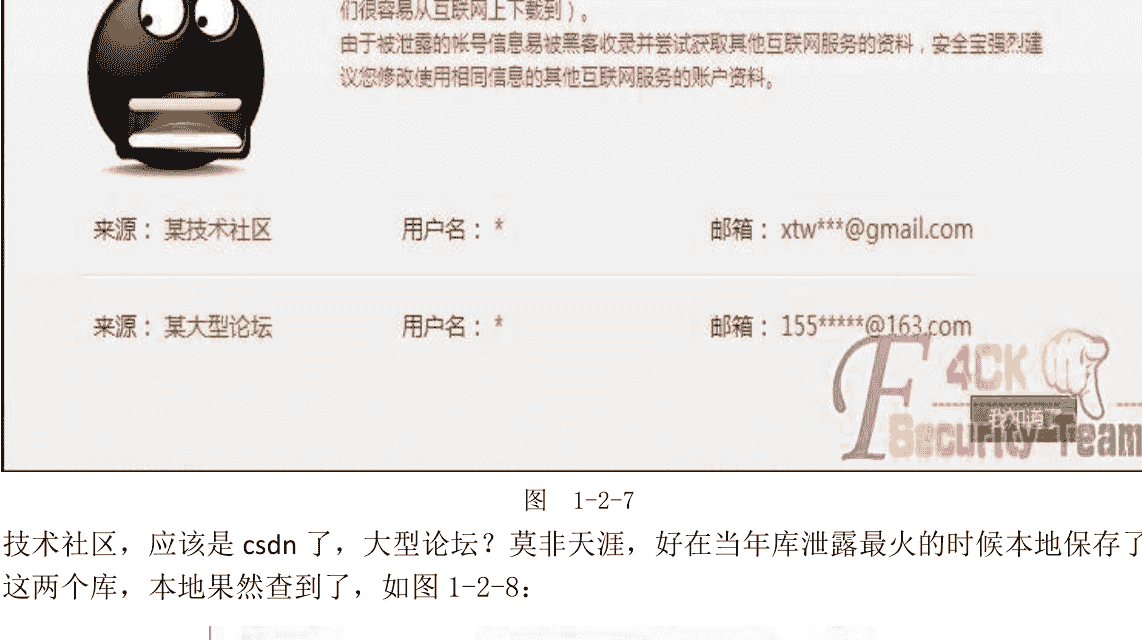 们很容易从互联网上下载到）。
由于被泄露的帐号信息易被黑客收录并尝试获取其他互联网服务的资料，安全宝强烈建
议您修改使用相同信息的其他互联网服务的账户资料。
来源： 某技术社区 用户名： * 邮箱： xtw***@gmail.com
来源： 某大型论坛 用户名： * 邮箱： 155*****@163.com
F4CK
我知道了
Security Team
图 1-2-7
技术社区，应该是 csdn 了，大型论坛？莫非天涯，好在当年库泄露最火的时候本地保存了
这两个库，本地果然查到了，如图 1-2-8：